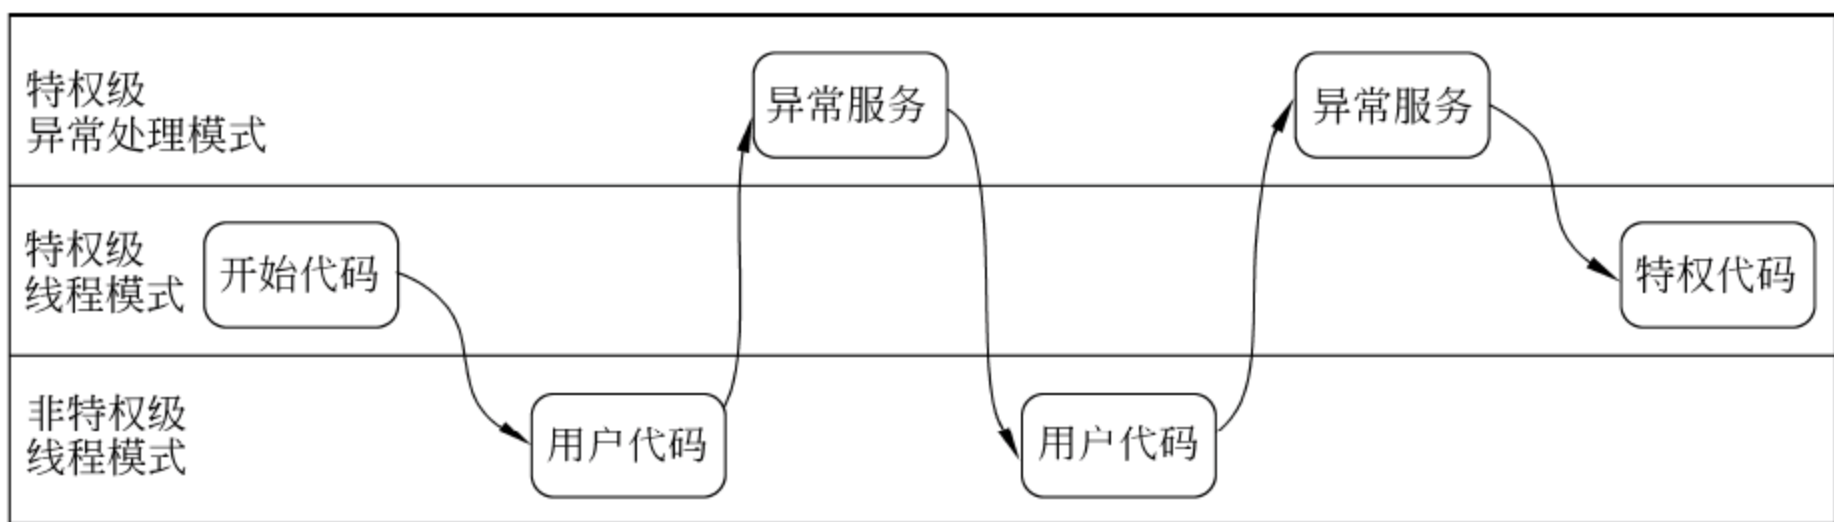 特权级
异常处理模式
异常服务
异常服务
特权级
线程模式
开始代码
特权代码
非特权级
线程模式
用户代码
用户代码